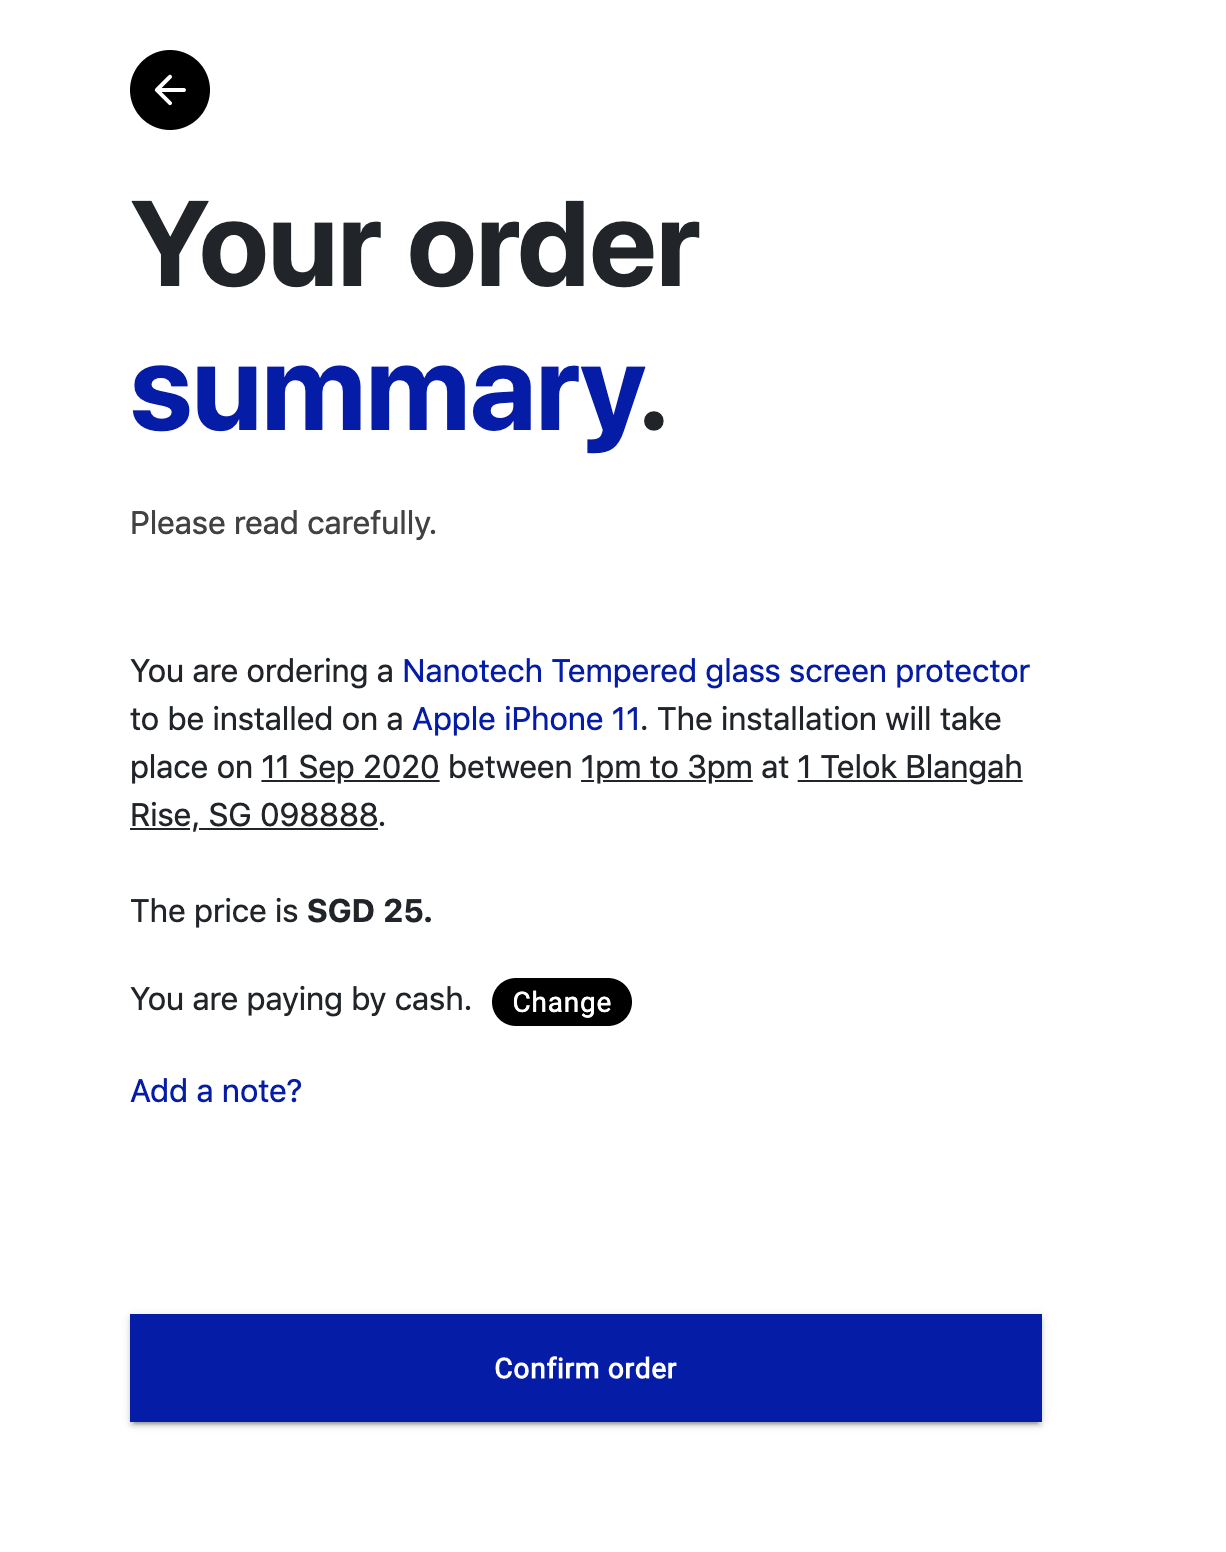 Your order
summary.
Please read carefully.
You are ordering a Nanotech Tempered glass screen protector
to be installed on a Apple iPhone 11. The installation will take
place on 11 Sep 2020 between 1pm to 3pm at 1 Telok Blangah
Rise, SG 098888.
The price is SGD 25.
You are paying by cash. Change
Add a note?
Confirm order